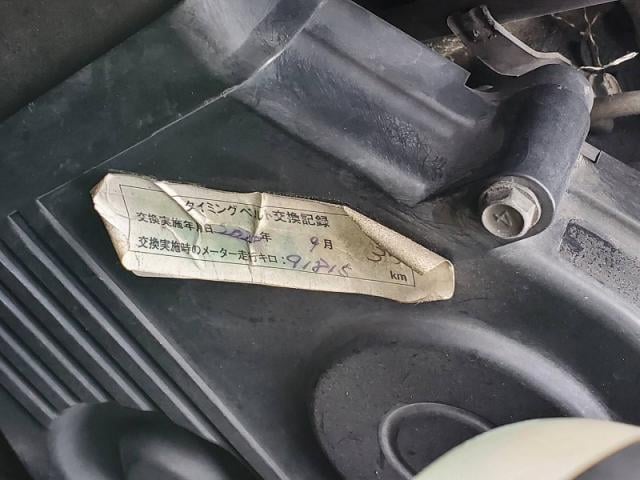 タイミングベルト交換記録
交換実施年月日 年 9月
交換実施時のメーター走行キロ:91815 km